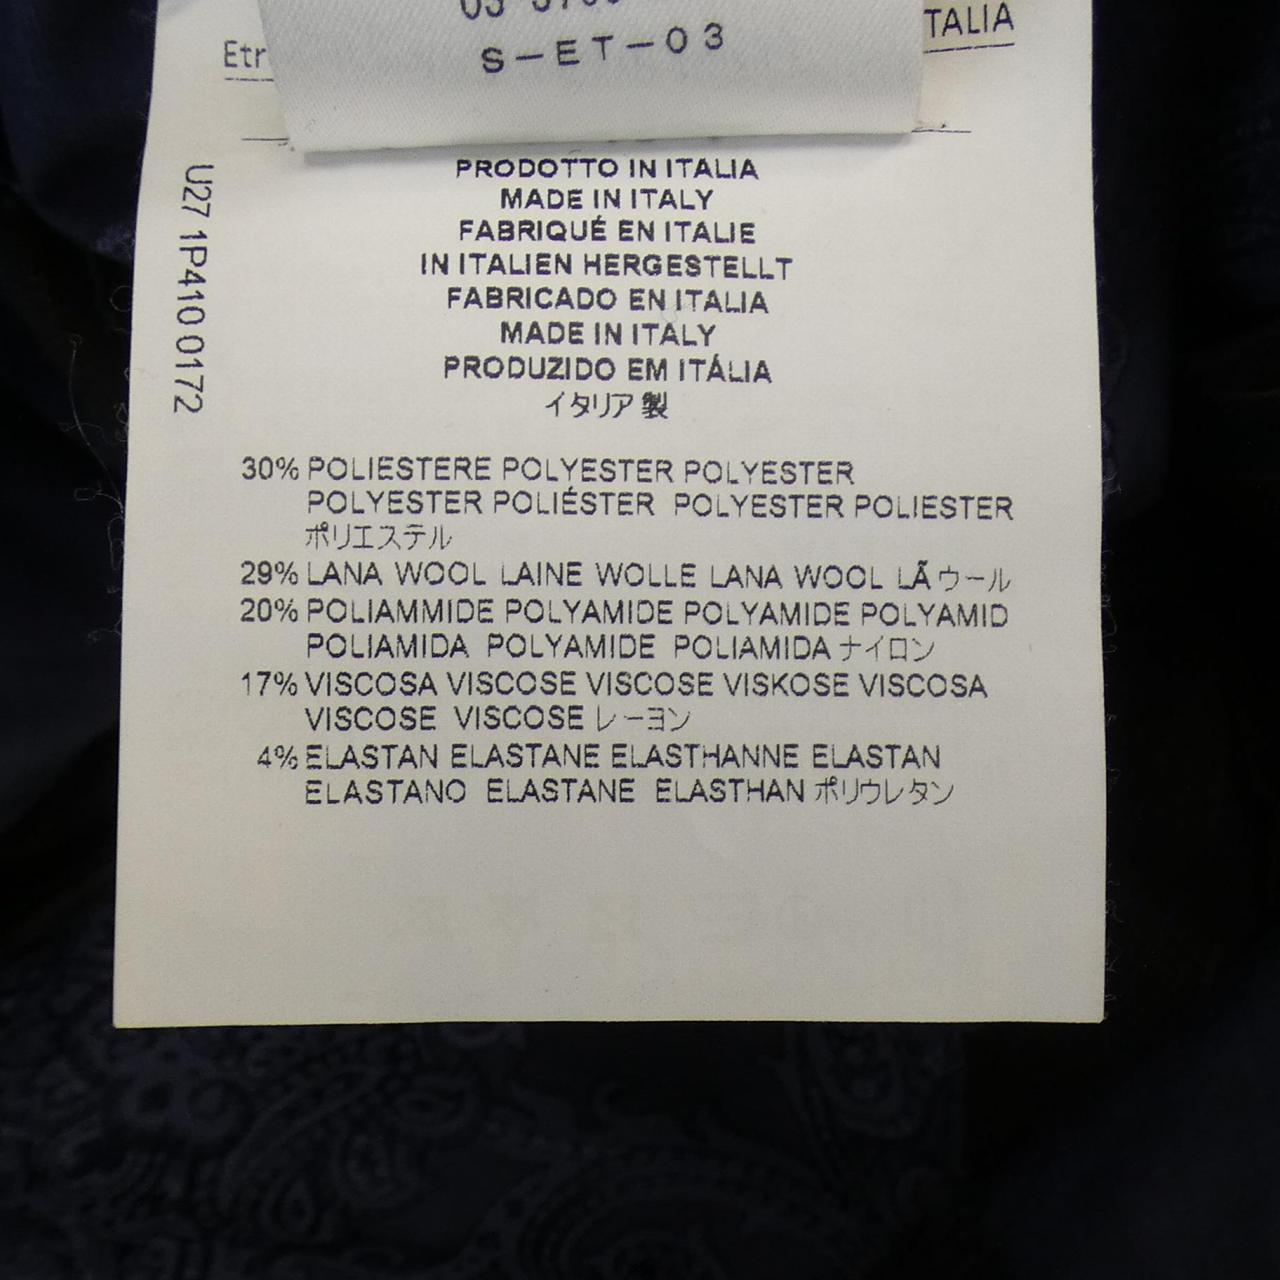 S-ET-03
TALIA
Etr
U27 1P410 0172
PRODOTTO IN ITALIA
MADE IN ITALY
FABRIQUÉ EN ITALIE
IN ITALIEN HERGESTELLT
FABRICADO EN ITALIA
MADE IN ITALY
PRODUZIDO EM ITÁLIA
イタリア製
30% POLIESTERE POLYESTER POLYESTER
POLYESTER POLIÉSTER POLYESTER POLIESTER
ポリエステル
29% LANA WOOL LAINE WOLLE LANA WOOL LÃ ウール
20% POLIAMMIDE POLYAMIDE POLYAMIDE POLYAMID
POLIAMIDA POLYAMIDE POLIAMIDA ナイロン
17% VISCOSA VISCOSE VISCOSE VISKOSE VISCOSA
VISCOSE VISCOSE レーヨン
4% ELASTAN ELASTANE ELASTHANNE ELASTAN
ELASTANO ELASTANE ELASTHAN ポリウレタン